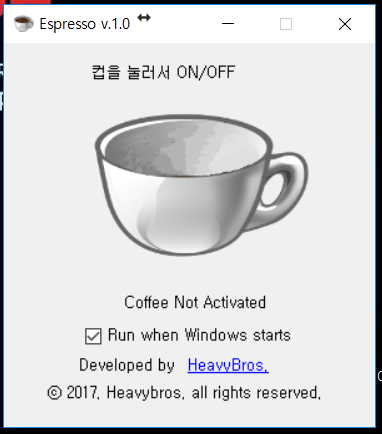 Espresso v.1.0
컵을 눌러서 ON/OFF
Coffee Not Activated
Run when Windows starts
Developed by HeavyBros.
ⓒ 2017. Heavybros. all rights reserved.